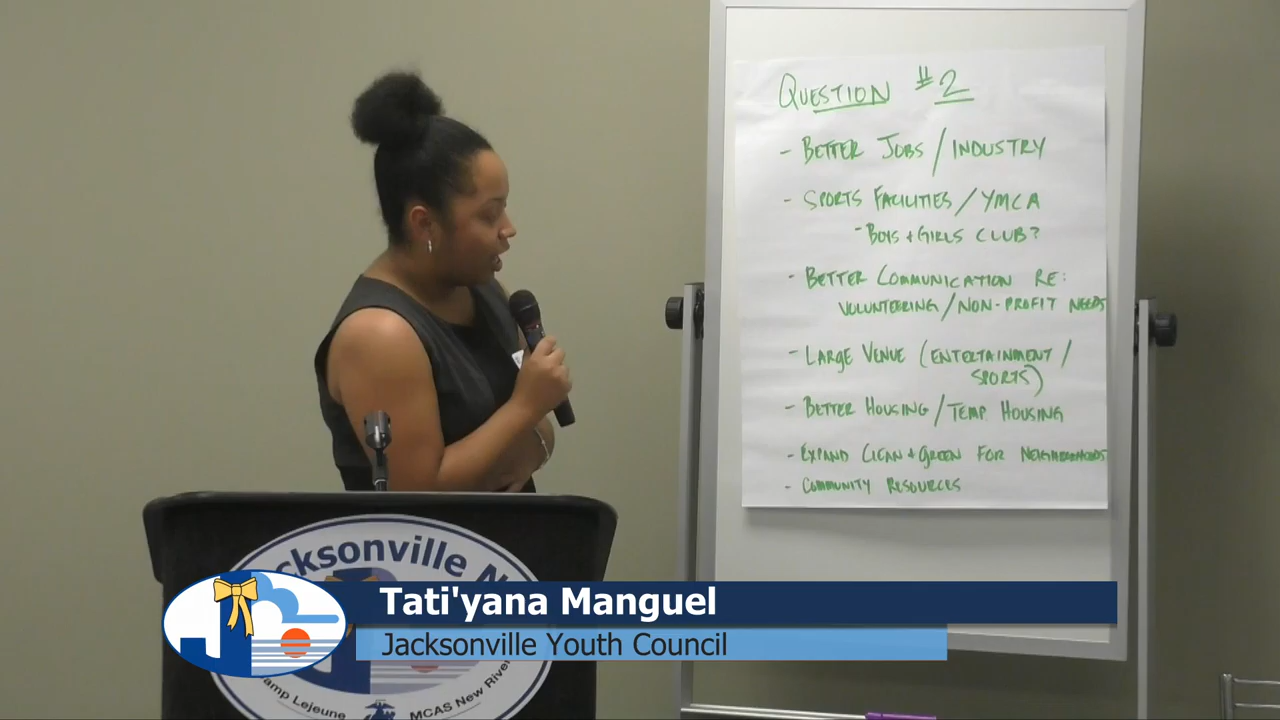 QUESTION #2
- BETTER JOBS / INDUSTRY
- SPORTS FACILITIES / YMCA
- BOYS + GIRLS CLUB?
- BETTER COMMUNICATION RE:
VOLUNTEERING / NON-PROFIT NEEDS
- LARGE VENUE (ENTERTAINMENT /
SPORTS)
- BETTER HOUSING / TEMP HOUSING
- EXPAND CLEAN + GREEN FOR NEIGHBORHOODS
- COMMUNITY RESOURCES
cksonville N
Tati'yana Manguel
Jacksonville Youth Council
amp Lejeune
MCAS New River